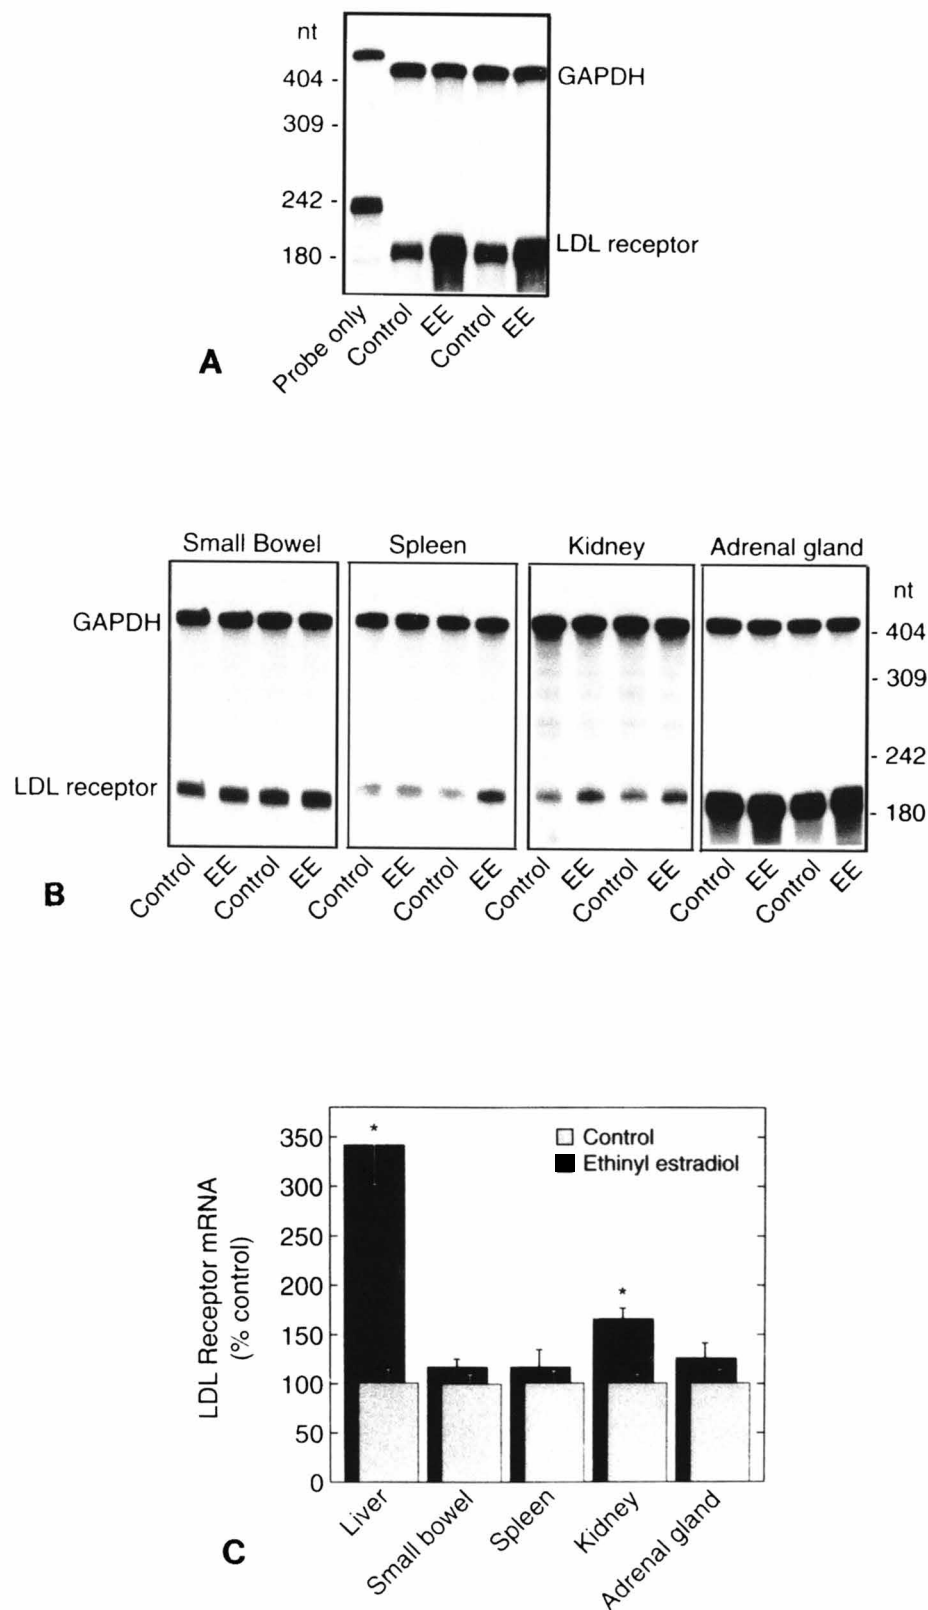 nt
404 -
GAPDH
309 -
242 -
LDL receptor
180 -
Probe only
Control
EE
Control
EE
A
Small Bowel Spleen Kidney Adrenal gland
nt
GAPDH
- 404
- 309
- 242
LDL receptor
- 180
Control EE Control EE Control EE Control EE Control EE Control EE Control EE Control EE
B
LDL Receptor mRNA
(% control)
350
300
250
200
150
100
50
0
*
*
Control
Ethinyl estradiol
Liver
Small bowel
Spleen
Kidney
Adrenal gland
C